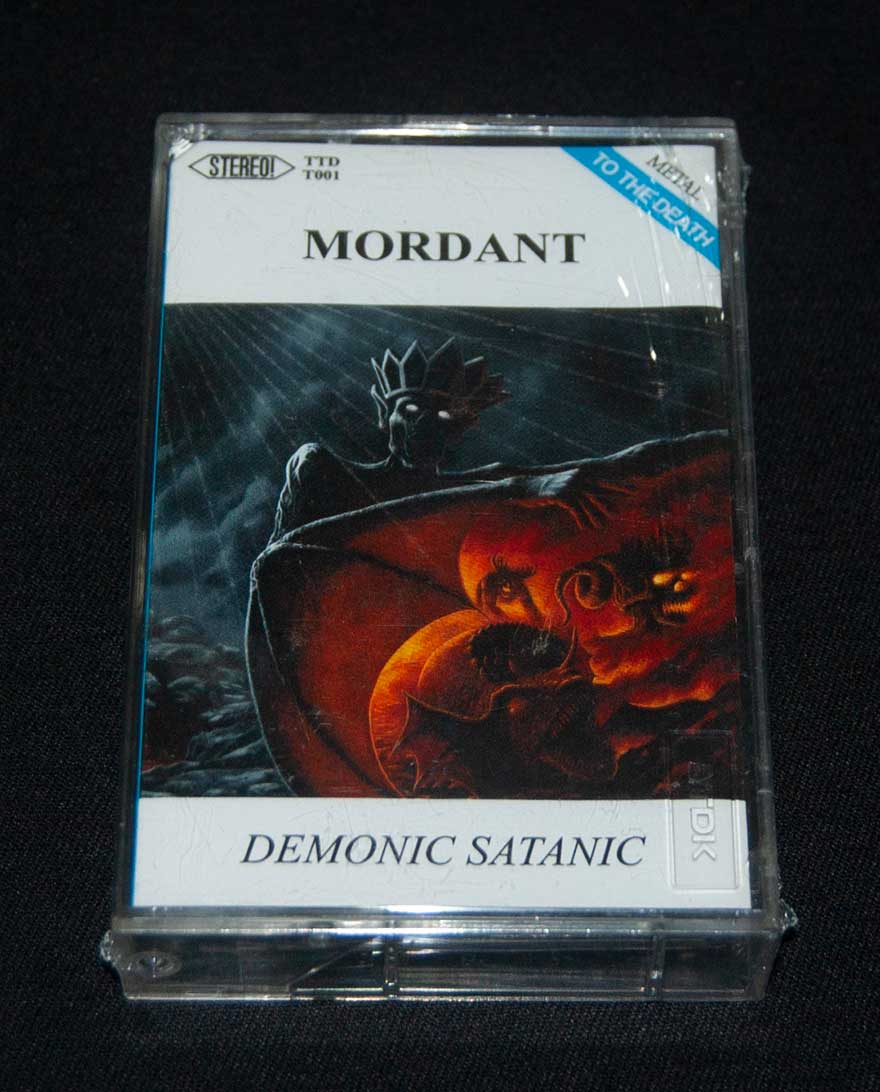 STEREO!
TTD
T001
METAL
TO THE DEATH
MORDANT
DEMONIC SATANIC
TDK